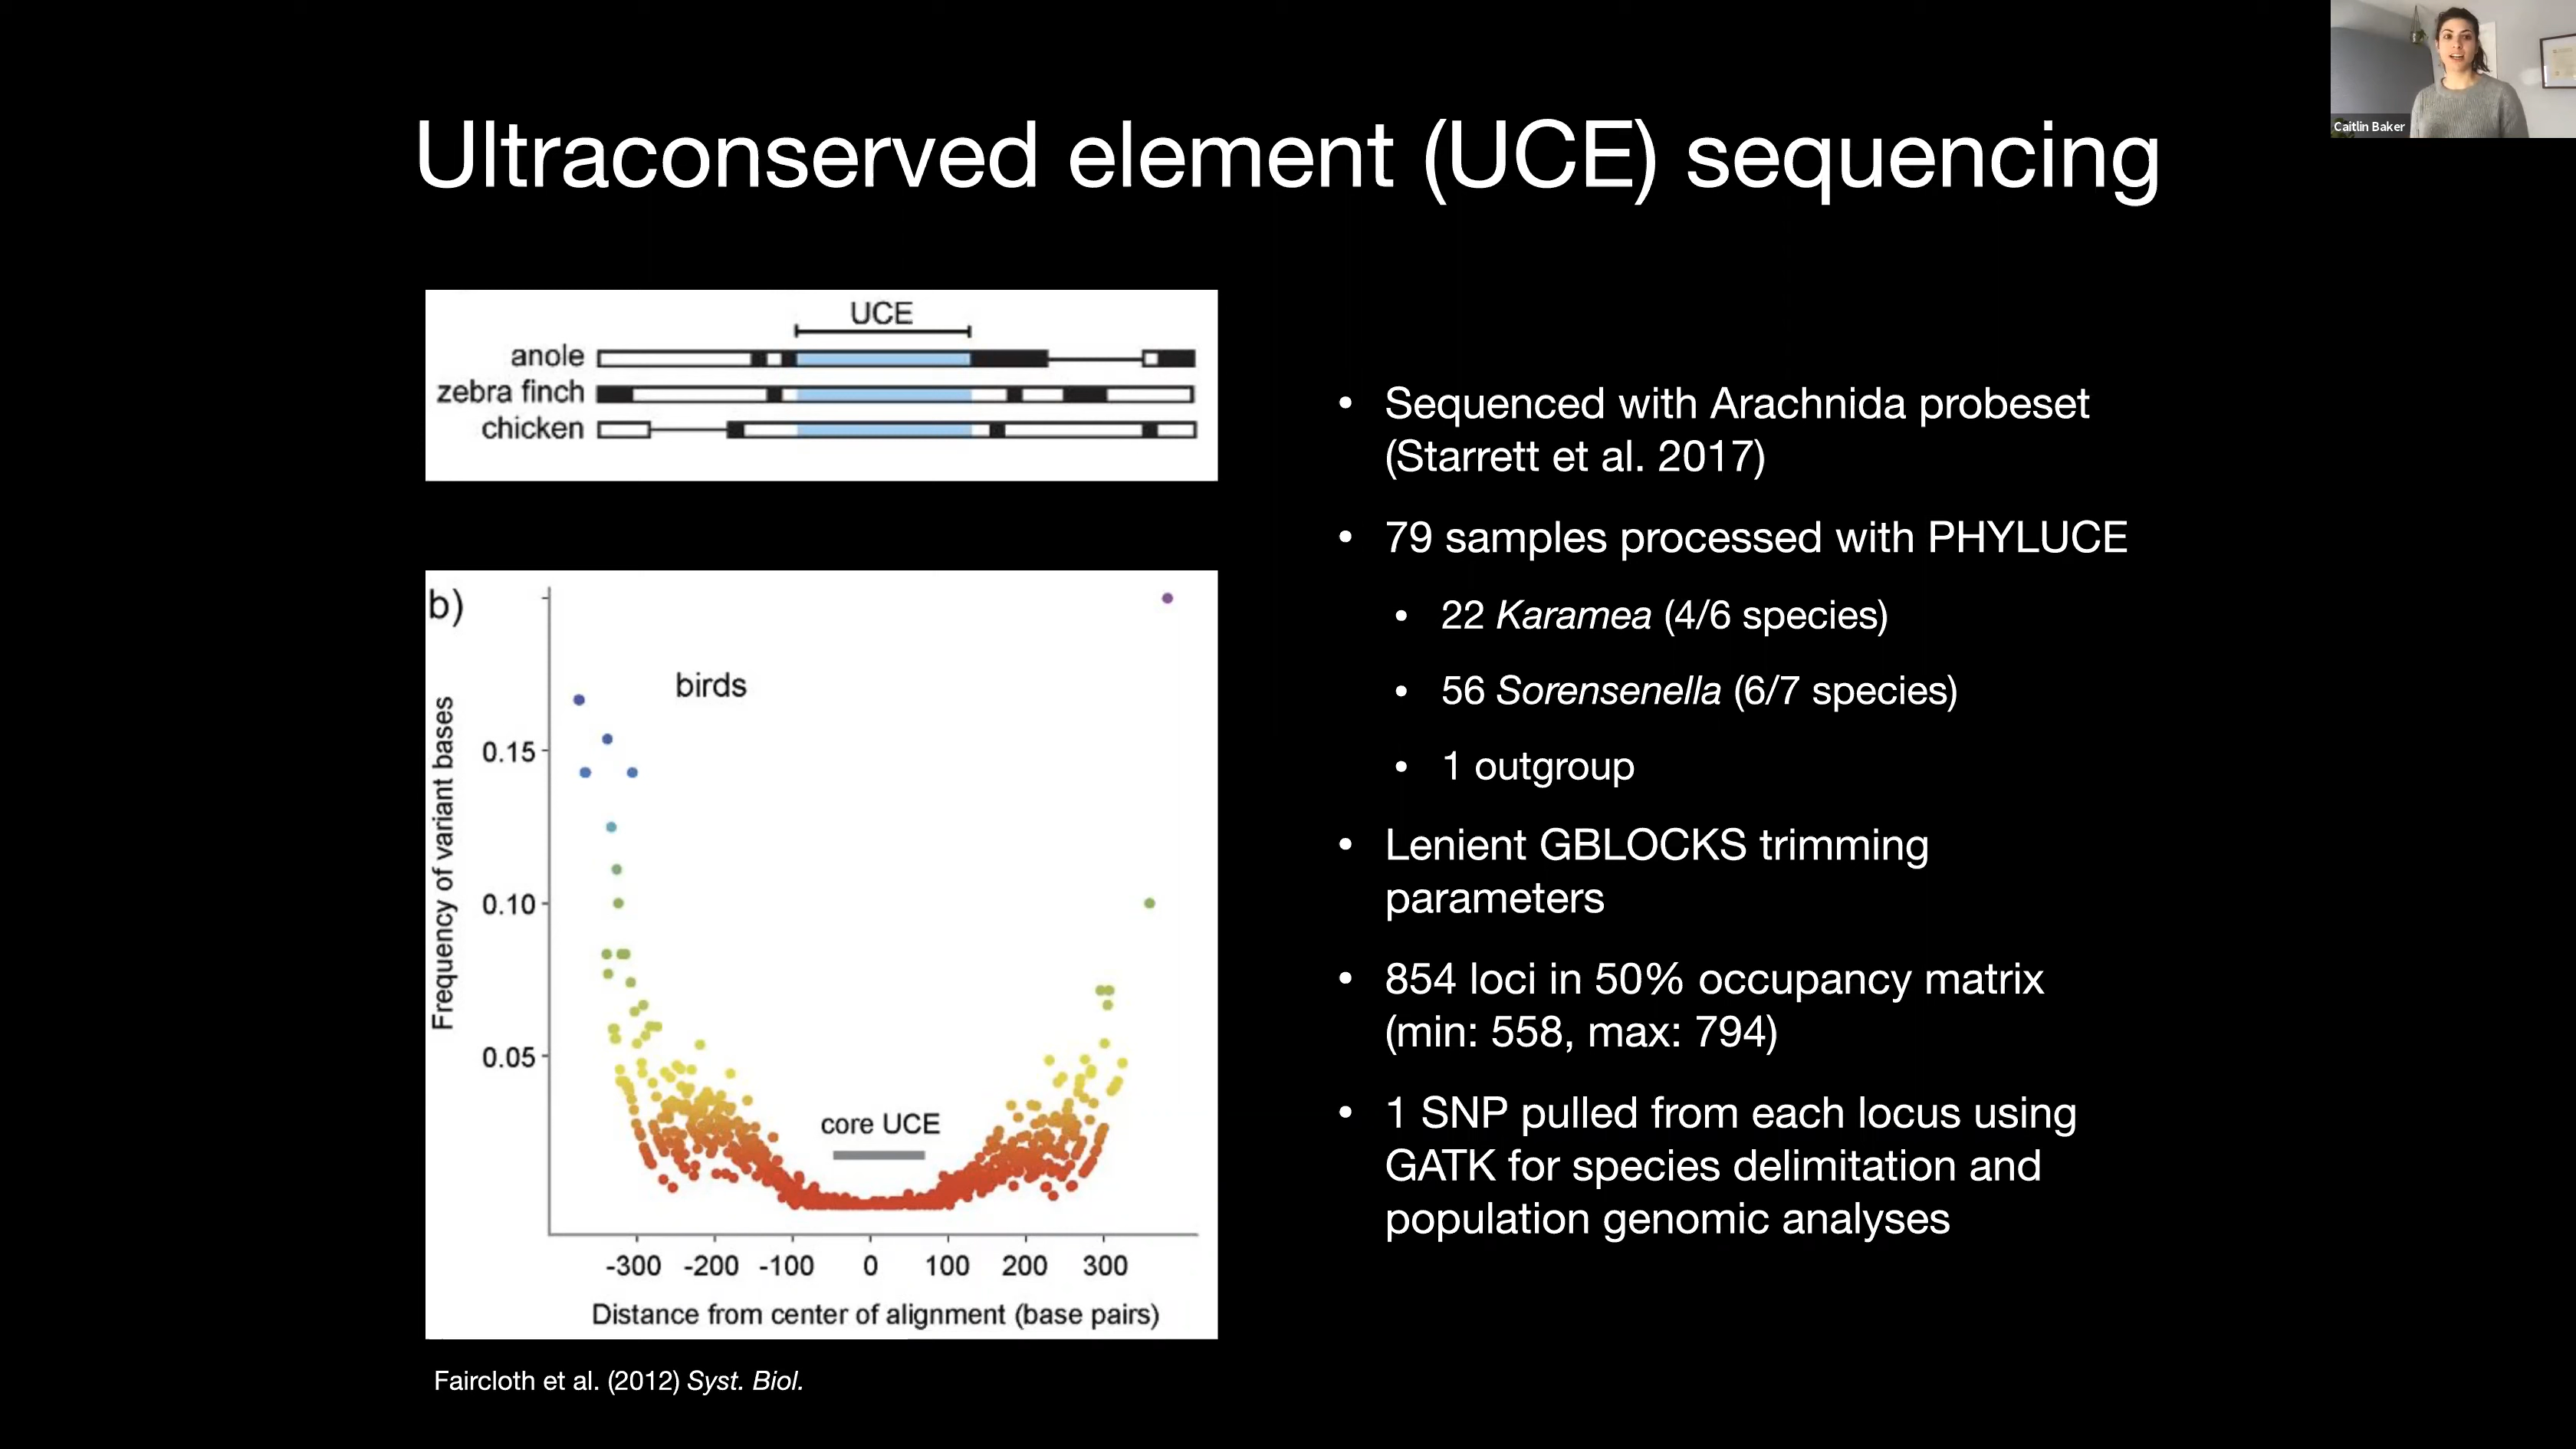 Caitlin Baker
Ultraconserved element (UCE) sequencing
UCE
anole
zebra finch
chicken
b)
birds
Frequency of variant bases
0.15
0.10
0.05
core UCE
-300 -200 -100 0 100 200 300
Distance from center of alignment (base pairs)
Faircloth et al. (2012) Syst. Biol.
• Sequenced with Arachnida probeset
(Starrett et al. 2017)
• 79 samples processed with PHYLUCE
• 22 Karamea (4/6 species)
• 56 Sorensenella (6/7 species)
• 1 outgroup
• Lenient GBLOCKS trimming
parameters
• 854 loci in 50% occupancy matrix
(min: 558, max: 794)
• 1 SNP pulled from each locus using
GATK for species delimitation and
population genomic analyses